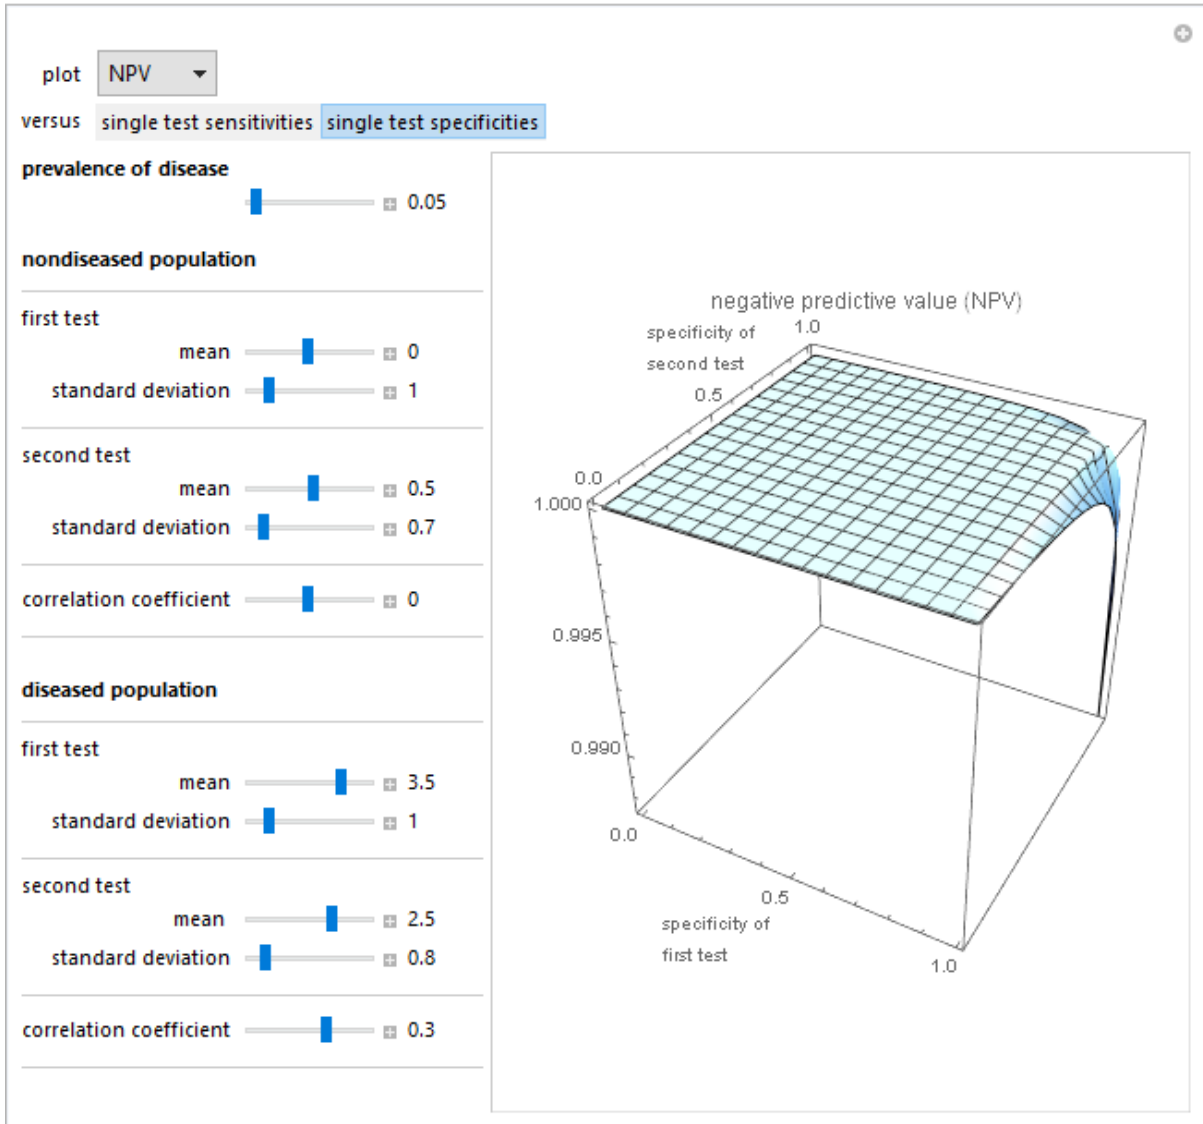 plot NPV
versus single test sensitivities single test specificities
prevalence of disease
0.05
nondiseased population
first test
mean 0
standard deviation 1
second test
mean 0.5
standard deviation 0.7
correlation coefficient 0
diseased population
first test
mean 3.5
standard deviation 1
second test
mean 2.5
standard deviation 0.8
correlation coefficient 0.3
negative predictive value (NPV)
specificity of
second test
1.0
0.5
0.0
1.000
0.995
0.990
0.0
0.5
1.0
specificity of
first test